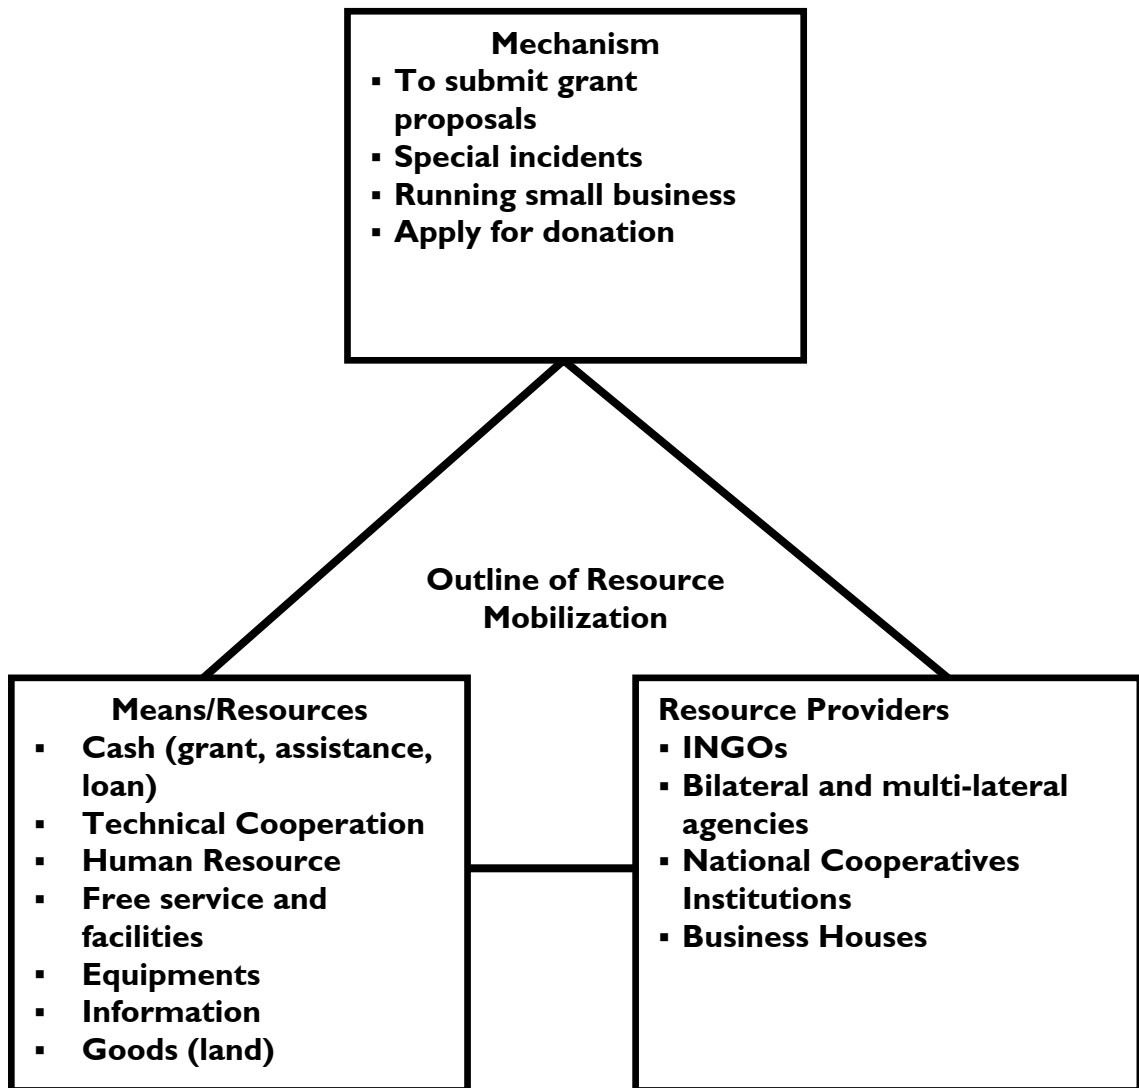 Mechanism
▪ To submit grant
proposals
▪ Special incidents
▪ Running small business
▪ Apply for donation
Outline of Resource
Mobilization
Means/Resources
▪ Cash (grant, assistance,
loan)
▪ Technical Cooperation
▪ Human Resource
▪ Free service and
facilities
▪ Equipments
▪ Information
▪ Goods (land)
Resource Providers
▪ INGOs
▪ Bilateral and multi-lateral
agencies
▪ National Cooperatives
Institutions
▪ Business Houses